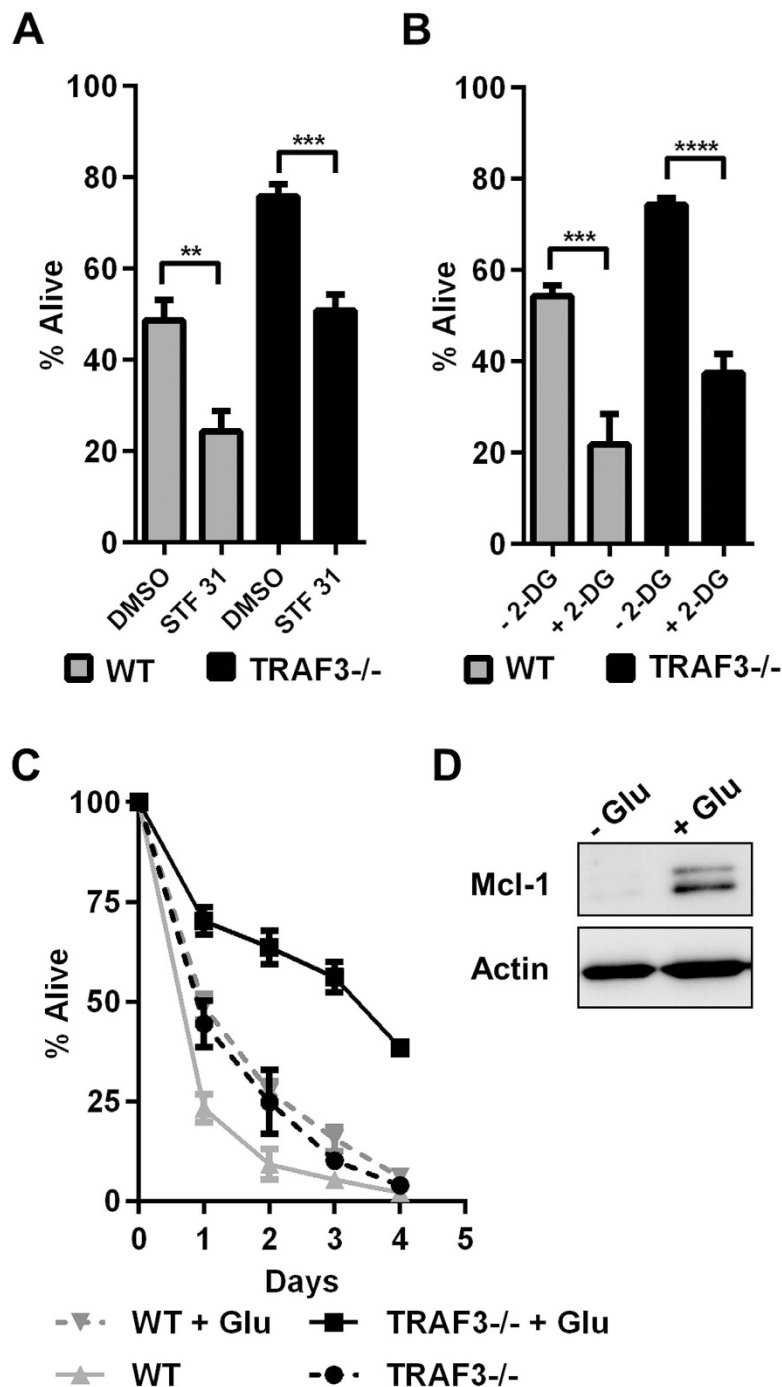 A
B
100
80
60
40
20
0
% Alive
**
***
DMSO
STF 31
DMSO
STF 31
WT
TRAF3-/-
100
80
60
40
20
0
% Alive
***
****
- 2-DG
+ 2-DG
- 2-DG
+ 2-DG
WT
TRAF3-/-
C
100
75
50
25
0
% Alive
0 1 2 3 4 5
Days
WT + Glu
TRAF3-/- + Glu
WT
TRAF3-/-
D
- Glu
+ Glu
Mcl-1
Actin